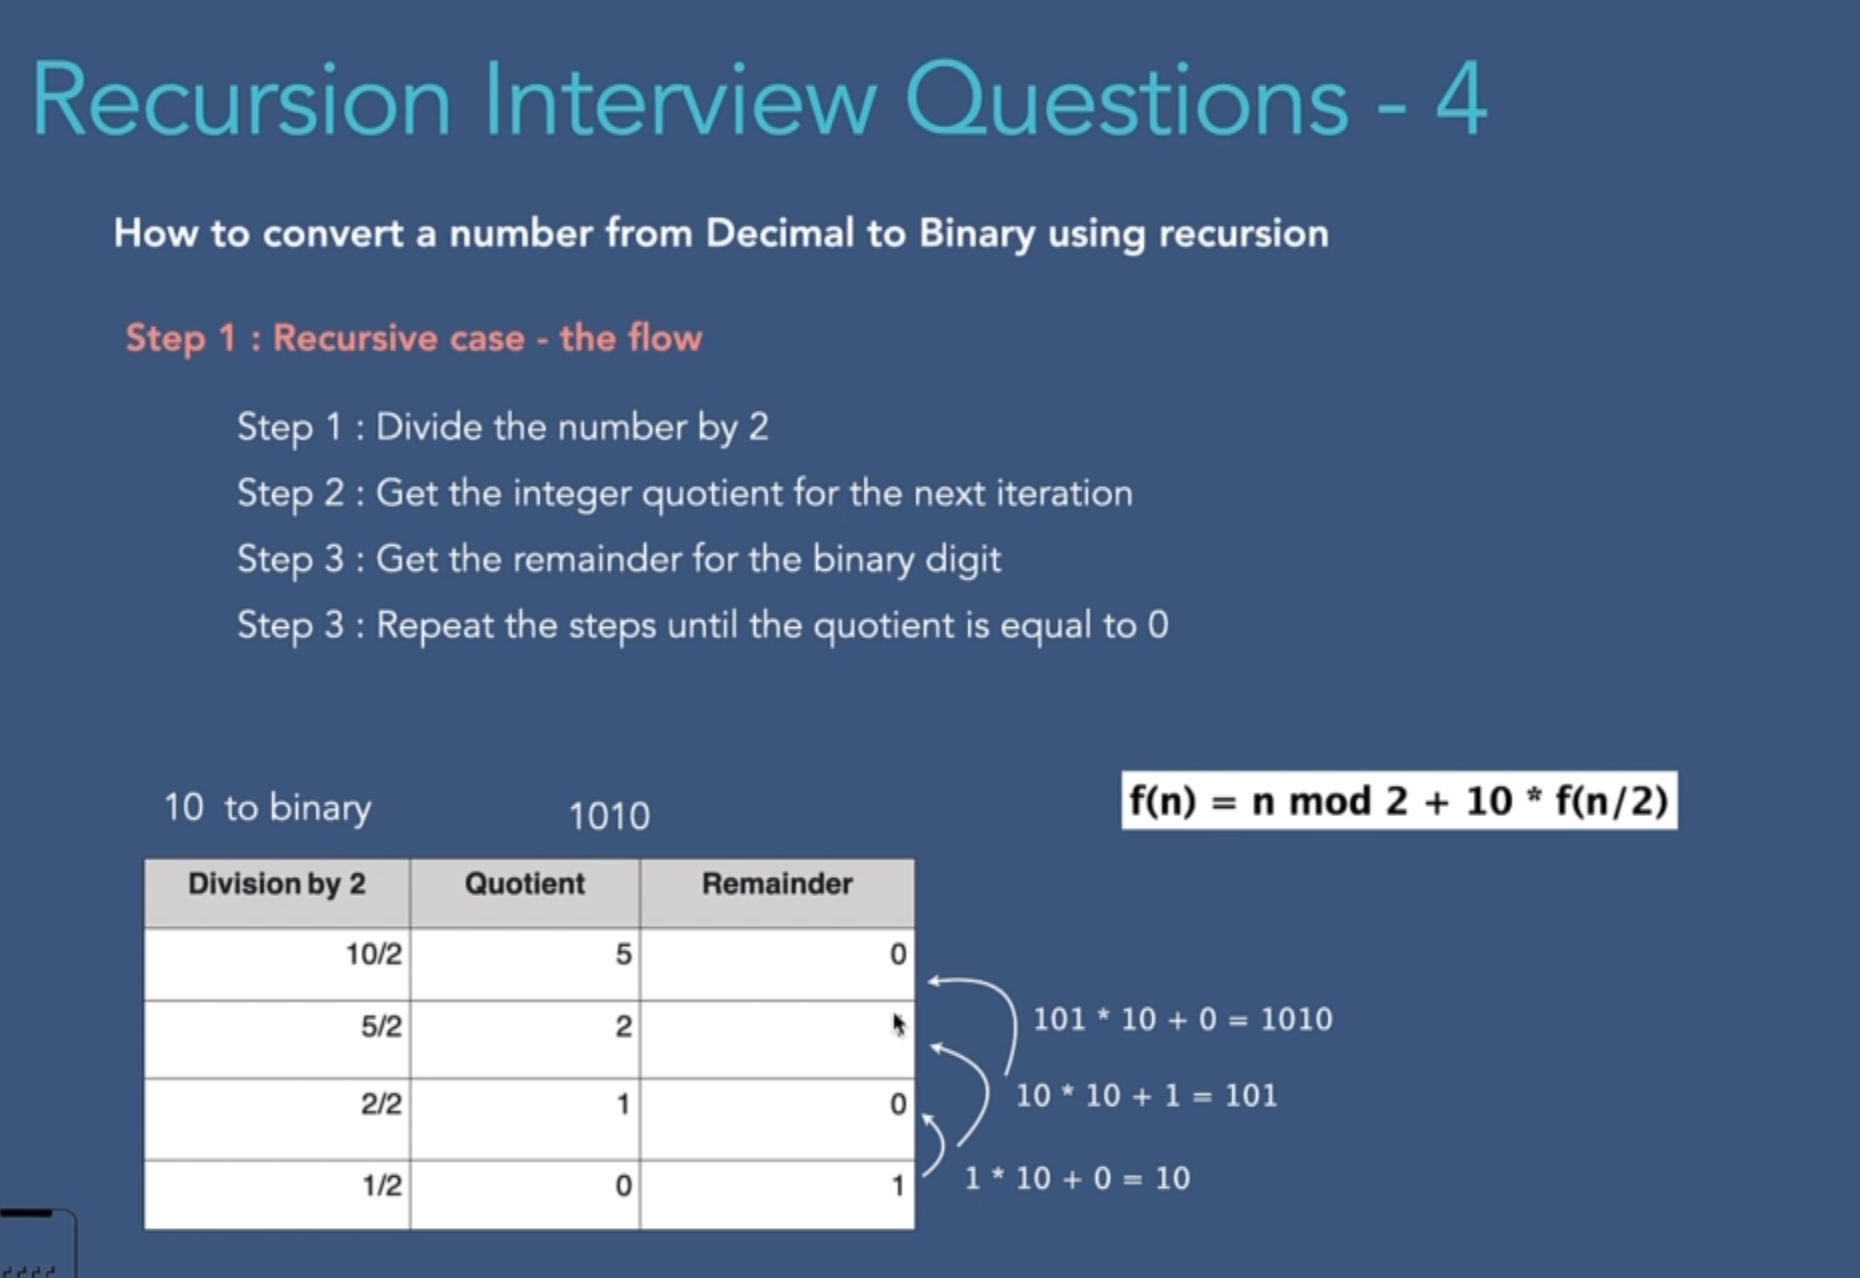 Recursion Interview Questions - 4
How to convert a number from Decimal to Binary using recursion
Step 1 : Recursive case - the flow
Step 1 : Divide the number by 2
Step 2 : Get the integer quotient for the next iteration
Step 3 : Get the remainder for the binary digit
Step 3 : Repeat the steps until the quotient is equal to 0
10 to binary 1010
f(n) = n mod 2 + 10 * f(n/2)
Division by 2 Quotient Remainder
10/2 5 0
5/2 2
2/2 1 0
1/2 0 1
101 * 10 + 0 = 1010
10 * 10 + 1 = 101
1 * 10 + 0 = 10